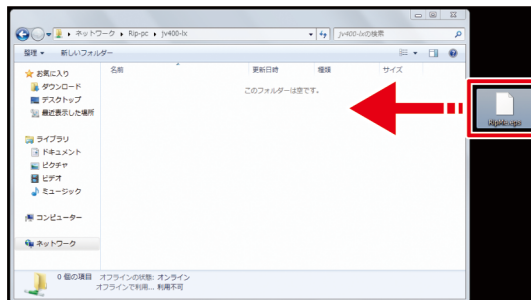 ネットワーク ▸ Rip-pc ▸ jv400-lx
jv400-lxの検索
整理 ▼ 新しいフォルダー
名前 更新日時 種類 サイズ
このフォルダーは空です。
お気に入り
ダウンロード
デスクトップ
最近表示した場所
ライブラリ
ドキュメント
ピクチャ
ビデオ
ミュージック
コンピューター
ネットワーク
0 個の項目 オフラインの状態: オンライン
オフラインで利用... 利用不可